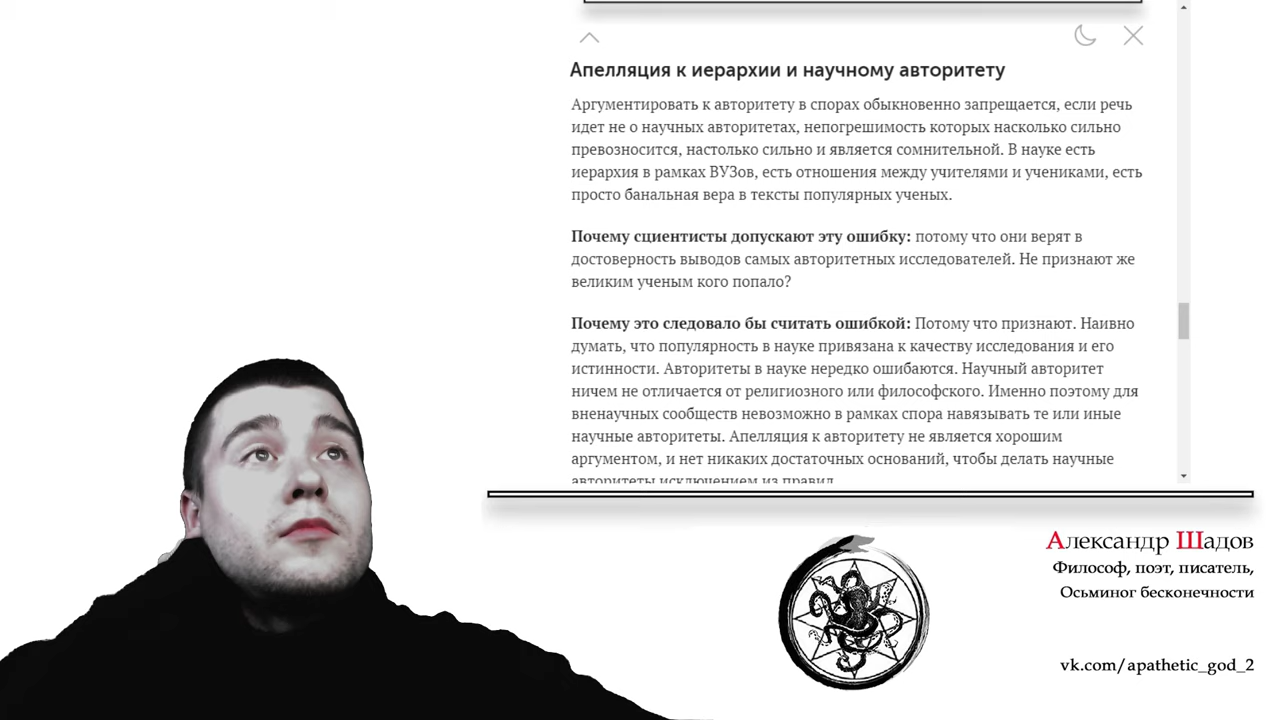 Апелляция к иерархии и научному авторитету
Аргументировать к авторитету в спорах обыкновенно запрещается, если речь
идет не о научных авторитетах, непогрешимость которых насколько сильно
превозносится, настолько сильно и является сомнительной. В науке есть
иерархия в рамках ВУЗов, есть отношения между учителями и учениками, есть
просто банальная вера в тексты популярных ученых.
Почему сциентисты допускают эту ошибку: потому что они верят в
достоверность выводов самых авторитетных исследователей. Не признают же
великим ученым кого попало?
Почему это следовало бы считать ошибкой: Потому что признают. Наивно
думать, что популярность в науке привязана к качеству исследования и его
истинности. Авторитеты в науке нередко ошибаются. Научный авторитет
ничем не отличается от религиозного или философского. Именно поэтому для
вненаучных сообществ невозможно в рамках спора навязывать те или иные
научные авторитеты. Апелляция к авторитету не является хорошим
аргументом, и нет никаких достаточных оснований, чтобы делать научные
авторитеты исключением из правил
Александр Шадов
Философ, поэт, писатель,
Осьминог бесконечности
vk.com/apathetic_god_2